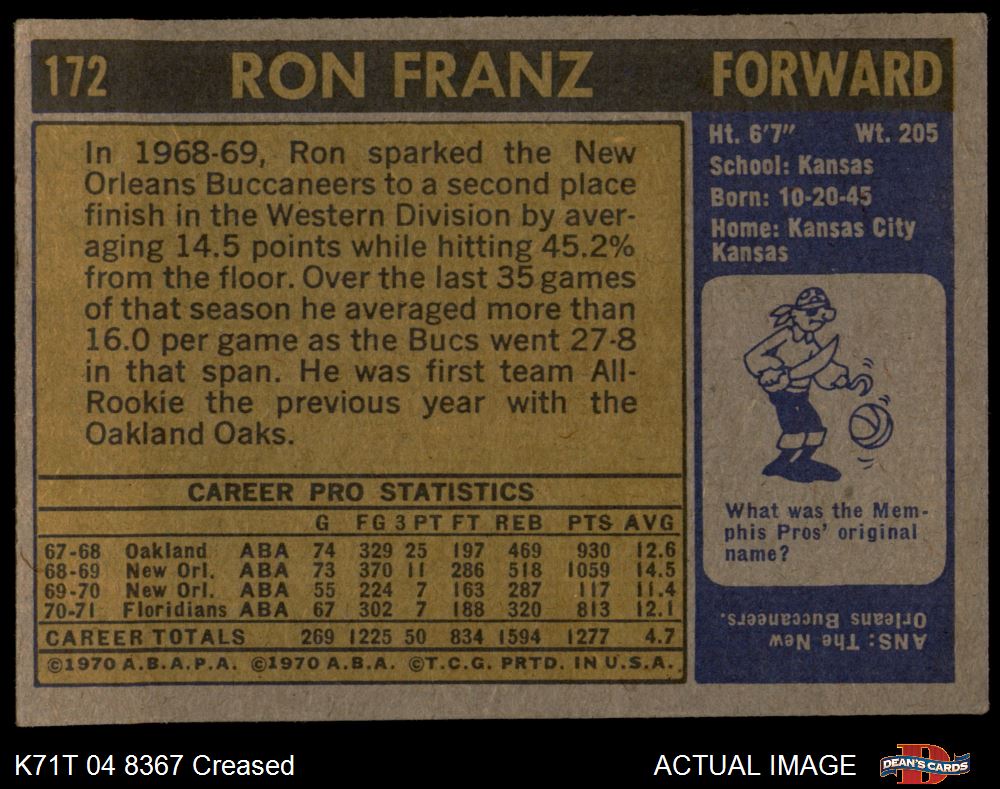 172 RON FRANZ FORWARD
In 1968-69, Ron sparked the New
Orleans Buccaneers to a second place
finish in the Western Division by aver-
aging 14.5 points while hitting 45.2%
from the floor. Over the last 35 games
of that season he averaged more than
16.0 per game as the Bucs went 27-8
in that span. He was first team All-
Rookie the previous year with the
Oakland Oaks.
CAREER PRO STATISTICS
G FG 3 PT FT REB PTS AVG
67-68 Oakland ABA 74 329 25 197 469 930 12.6
68-69 New Orl. ABA 73 370 11 286 518 1059 14.5
69-70 New Orl. ABA 55 224 7 163 287 117 11.4
70-71 Floridians ABA 67 302 7 188 320 813 12.1
CAREER TOTALS 269 1225 50 834 1594 1277 4.7
©1970 A.B.A.P.A. ©1970 A.B.A. ©T.C.G. PRTD. IN U.S.A.
Ht. 6'7" Wt. 205
School: Kansas
Born: 10-20-45
Home: Kansas City
Kansas
What was the Mem-
phis Pros' original
name?
ANS: The New
Orleans Buccaneers.
K71T 04 8367 Creased ACTUAL IMAGE DEAN'S CARDS